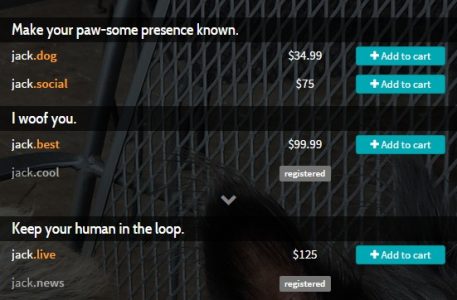 Make your paw-some presence known.
jack.dog $34.99 + Add to cart
jack.social $75 + Add to cart
I woof you.
jack.best $99.99 + Add to cart
jack.cool registered
Keep your human in the loop.
jack.live $125 + Add to cart
jack.news registered